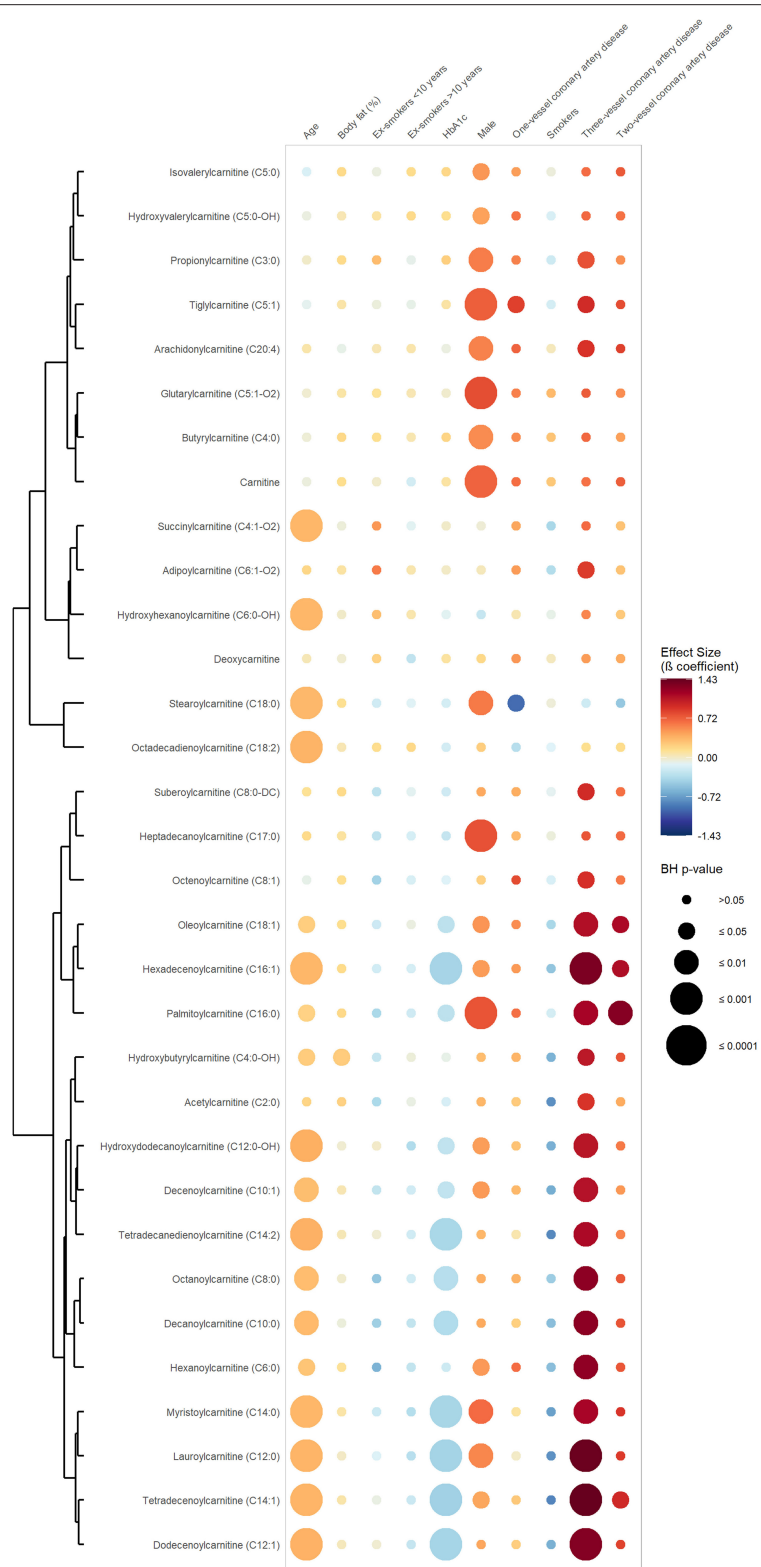 Age
Body fat (%)
Ex-smokers <10 years
Ex-smokers >10 years
HbA1c
Male
One-vessel coronary artery disease
Smokers
Three-vessel coronary artery disease
Two-vessel coronary artery disease
Isovalerylcarnitine (C5:0)
Hydroxyvalerylcarnitine (C5:0-OH)
Propionylcarnitine (C3:0)
Tiglylcarnitine (C5:1)
Arachidonylcarnitine (C20:4)
Glutarylcarnitine (C5:1-O2)
Butyrylcarnitine (C4:0)
Carnitine
Succinylcarnitine (C4:1-O2)
Adipoylcarnitine (C6:1-O2)
Hydroxyhexanoylcarnitine (C6:0-OH)
Deoxycarnitine
Stearoylcarnitine (C18:0)
Octadecadienoylcarnitine (C18:2)
Suberoylcarnitine (C8:0-DC)
Heptadecanoylcarnitine (C17:0)
Octenoylcarnitine (C8:1)
Oleoylcarnitine (C18:1)
Hexadecenoylcarnitine (C16:1)
Palmitoylcarnitine (C16:0)
Hydroxybutyrylcarnitine (C4:0-OH)
Acetylcarnitine (C2:0)
Hydroxydodecanoylcarnitine (C12:0-OH)
Decenoylcarnitine (C10:1)
Tetradecanedienoylcarnitine (C14:2)
Octanoylcarnitine (C8:0)
Decanoylcarnitine (C10:0)
Hexanoylcarnitine (C6:0)
Myristoylcarnitine (C14:0)
Lauroylcarnitine (C12:0)
Tetradecenoylcarnitine (C14:1)
Dodecenoylcarnitine (C12:1)
Effect Size
(ß coefficient)
1.43
0.72
0.00
-0.72
-1.43
BH p-value
>0.05
≤ 0.05
≤ 0.01
≤ 0.001
≤ 0.0001